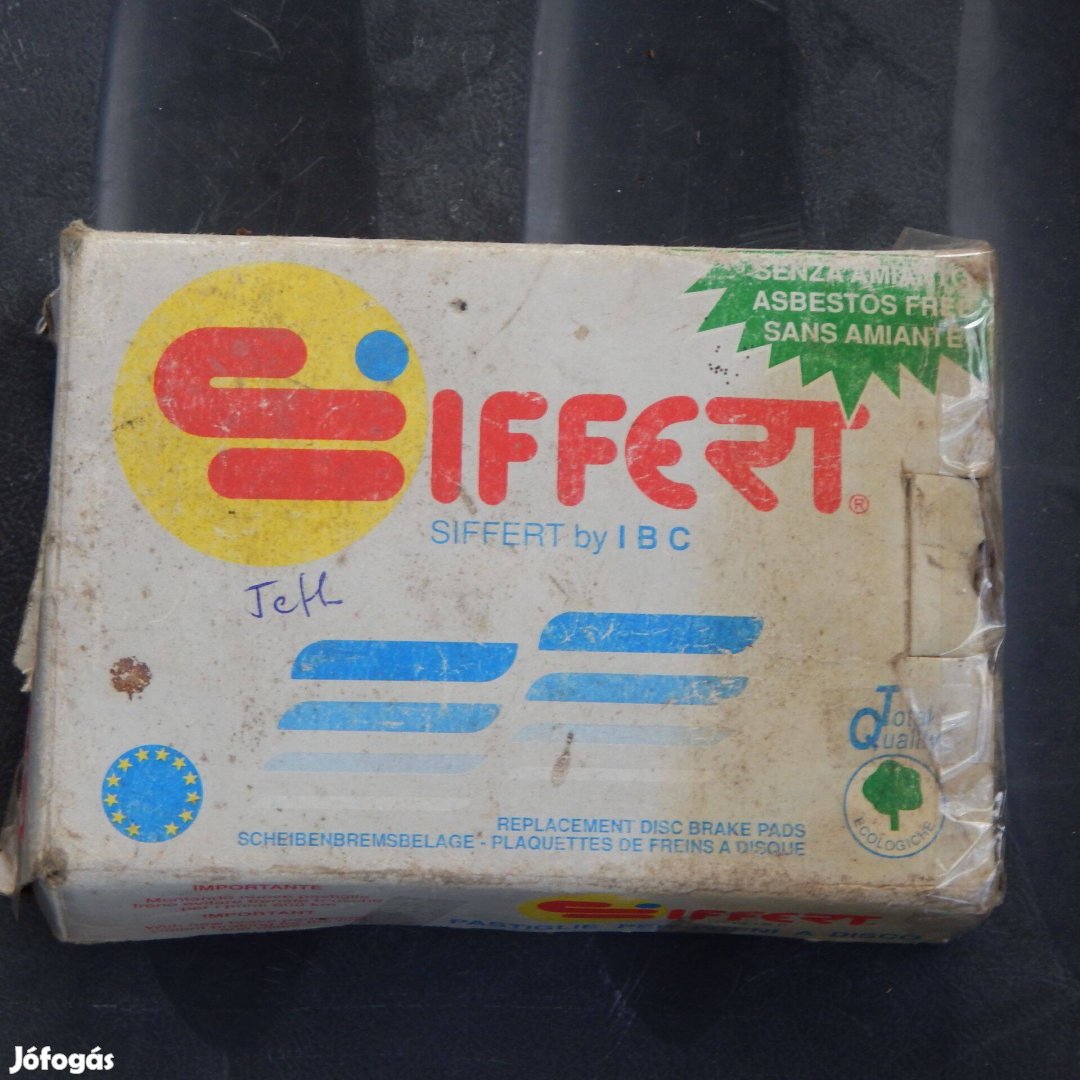 SENZA AMIANTO
ASBESTOS FREE
SANS AMIANTE
SIFFERT
®
SIFFERT by IBC
Total
Quality
ECOLOGICHE
REPLACEMENT DISC BRAKE PADS
SCHEIBENBREMSBELAGE - PLAQUETTES DE FREINS A DISQUE
IMPORTANTE
IMPORTANT
SIFFERT
PASTIGLIE PER FRENI A DISCO
Jófogás